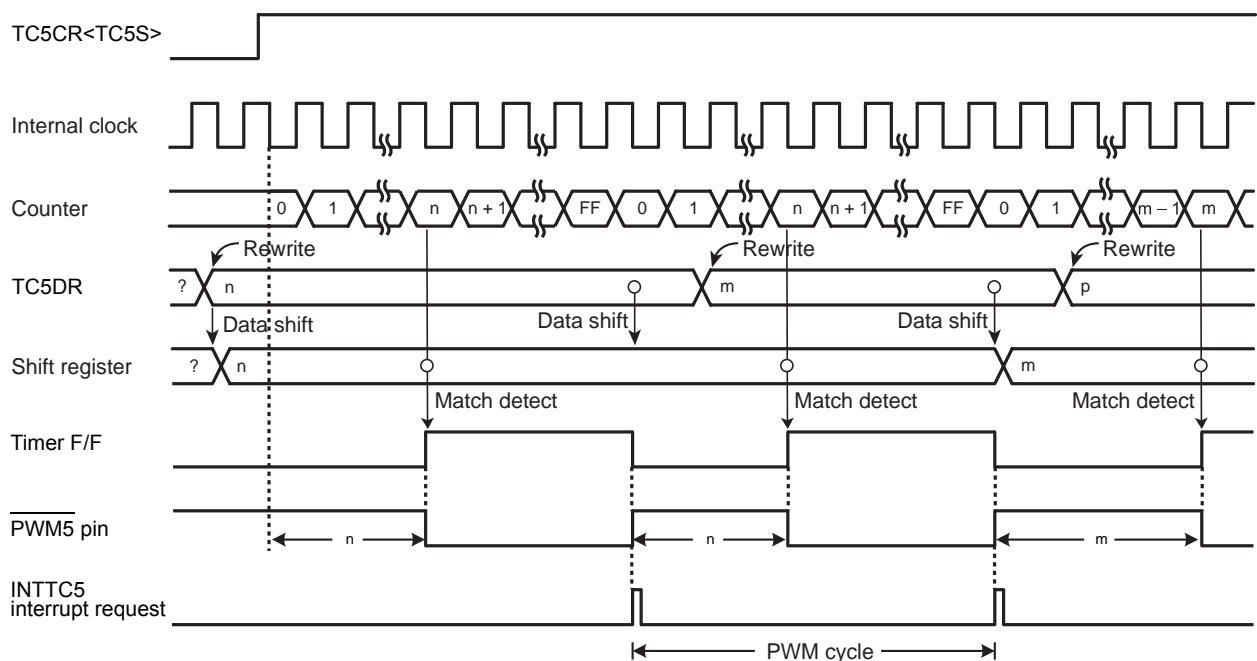 TC5CR<TC5S>
Internal clock
Counter
0 1 n n + 1 FF 0 1 n n + 1 FF 0 1 m – 1 m
Rewrite Rewrite Rewrite
TC5DR
? n m p
Data shift Data shift Data shift
Shift register
? n m
Match detect Match detect Match detect
Timer F/F
PWM5 pin
n n m
INTTC5
interrupt request
PWM cycle